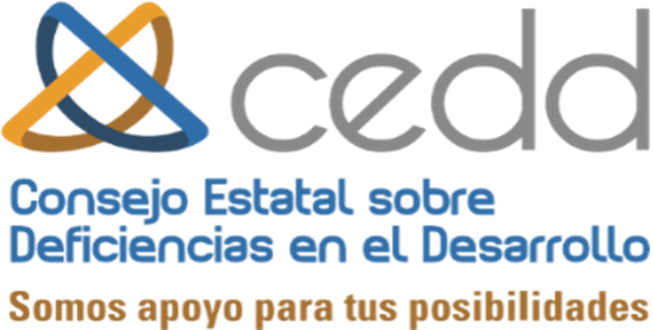 cedd
Consejo Estatal sobre
Deficiencias en el Desarrollo
Somos apoyo para tus posibilidades